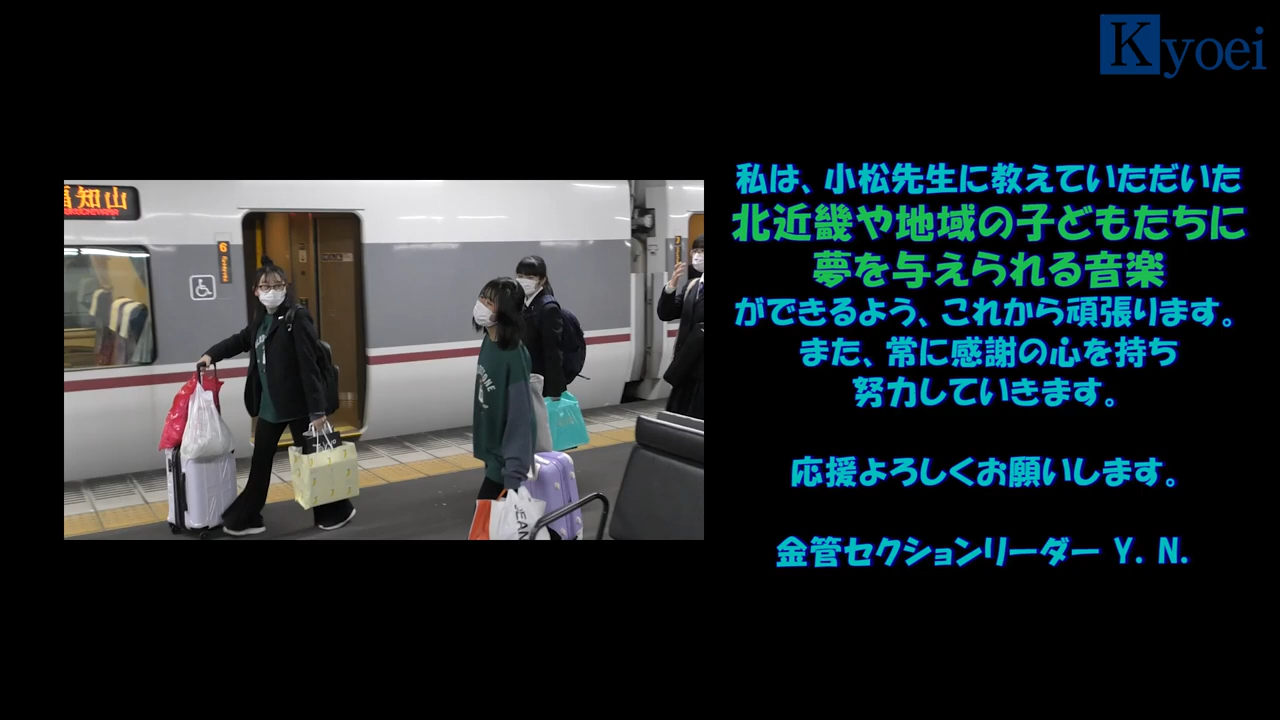 Kyoei
私は、小松先生に教えていただいた
北近畿や地域の子どもたちに
夢を与えられる音楽
ができるよう、これから頑張ります。
また、常に感謝の心を持ち
努力していきます。
応援よろしくお願いします。
金管セクションリーダー Y. N.
福知山
6
JEAN